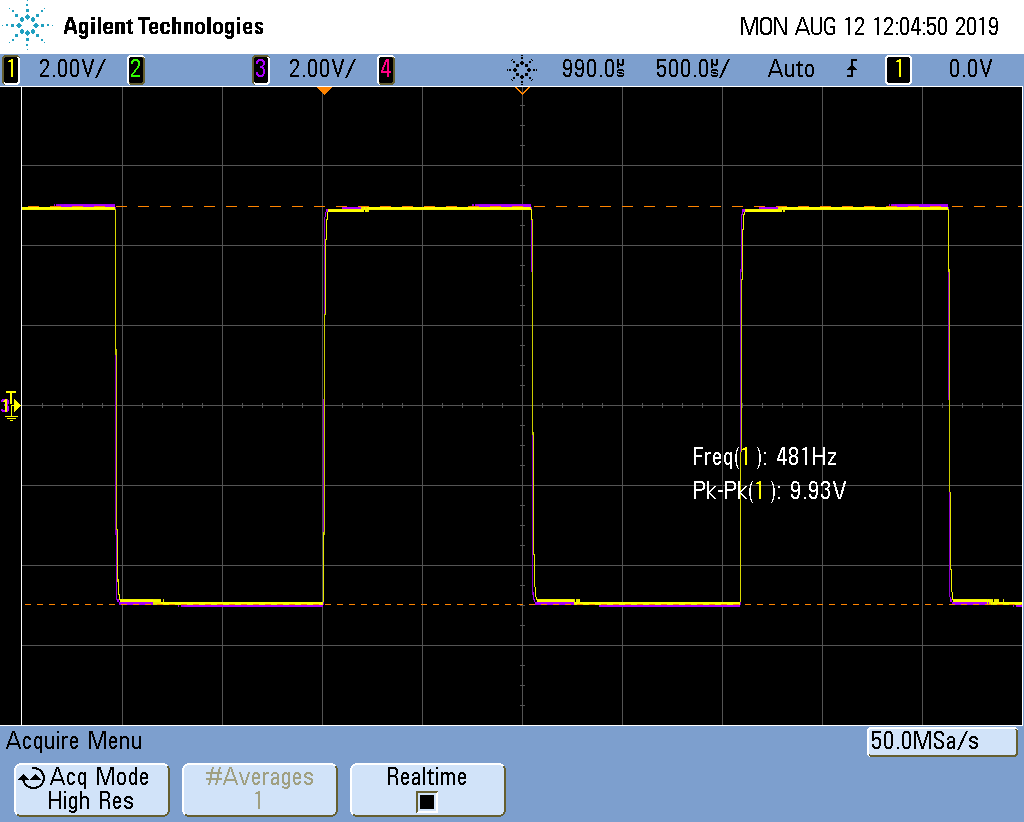 Agilent Technologies
MON AUG 12 12:04:50 2019
1 2.00V/ 2 3 2.00V/ 4 990.0µs 500.0µs/ Auto 1 0.0V
T
1
Freq(1): 481Hz
Pk-Pk(1): 9.93V
Acquire Menu
50.0MSa/s
Acq Mode
High Res
#Averages
1
Realtime